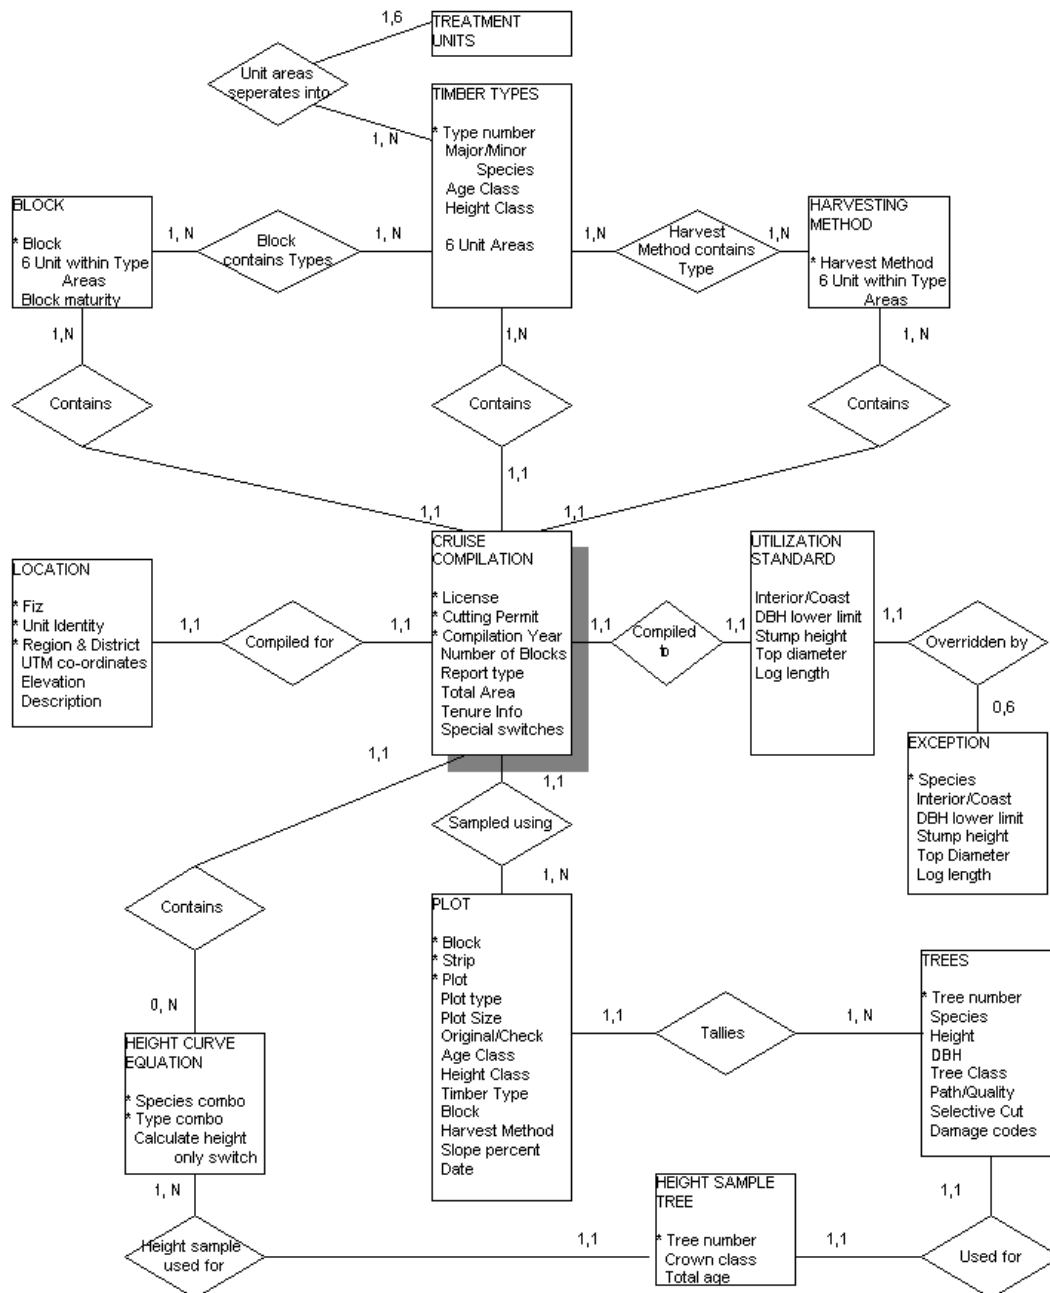 1,6
TREATMENT
UNITS
Unit areas
seperates into
1, N
TIMBER TYPES
* Type number
Major/Minor
Species
Age Class
Height Class
6 Unit Areas
BLOCK
* Block
6 Unit within Type
Areas
Block maturity
1, N
Block
contains Types
1, N
1,N
Harvest
Method contains
Type
1,N
HARVESTING
METHOD
* Harvest Method
6 Unit within Type
Areas
1,N
1,N
1, N
Contains
Contains
Contains
1,1
1,1
1,1
LOCATION
* Fiz
* Unit Identity
* Region & District
UTM co-ordinates
Elevation
Description
1,1
Compiled for
1,1
CRUISE
COMPILATION
* License
* Cutting Permit
* Compilation Year
Number of Blocks
Report type
Total Area
Tenure Info
Special switches
1,1
Compiled
to
1,1
UTILIZATION
STANDARD
Interior/Coast
DBH lower limit
Stump height
Top diameter
Log length
1,1
Overridden by
0,6
EXCEPTION
* Species
Interior/Coast
DBH lower limit
Stump height
Top Diameter
Log length
1,1
1,1
Sampled using
1, N
Contains
0, N
PLOT
* Block
* Strip
* Plot
Plot type
Plot Size
Original/Check
Age Class
Height Class
Timber Type
Block
Harvest Method
Slope percent
Date
1,1
Tallies
1, N
TREES
* Tree number
Species
Height
DBH
Tree Class
Path/Quality
Selective Cut
Damage codes
HEIGHT CURVE
EQUATION
* Species combo
* Type combo
Calculate height
only switch
1, N
Height sample
used for
1,1
HEIGHT SAMPLE
TREE
* Tree number
Crown class
Total age
1,1
1,1
Used for